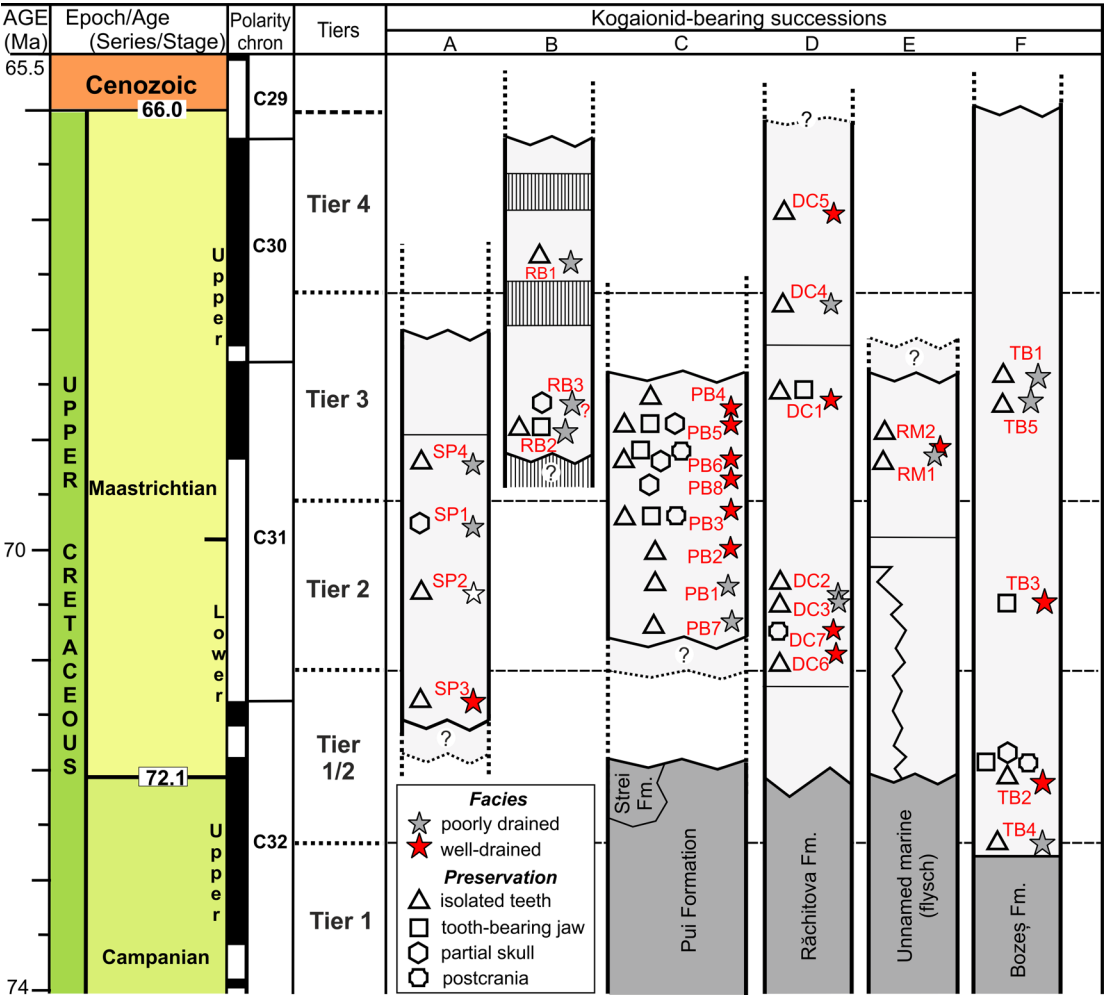 AGE
(Ma)
Epoch/Age
(Series/Stage)
Polarity
chron
Tiers
Kogaionid-bearing successions
A
B
C
D
E
F
65.5
Cenozoic
66.0
C29
?
Tier 4
DC5
Upper
C30
RB1
DC4
?
TB1
UPPER CRETACEOUS
Tier 3
RB3
?
PB4
DC1
TB5
RB2
PB5
RM2
SP4
?
PB6
RM1
Maastrichtian
PB8
SP1
PB3
70
C31
PB2
Tier 2
SP2
PB1
DC2
TB3
DC3
Lower
PB7
DC7
?
DC6
SP3
?
Tier
1/2
72.1
Strei
Fm.
TB2
Facies
poorly drained
TB4
Upper
C32
well-drained
Preservation
isolated teeth
Tier 1
tooth-bearing jaw
Pui Formation
Răchitova Fm.
Unnamed marine
(flysch)
Bozeș Fm.
partial skull
Campanian
postcrania
74